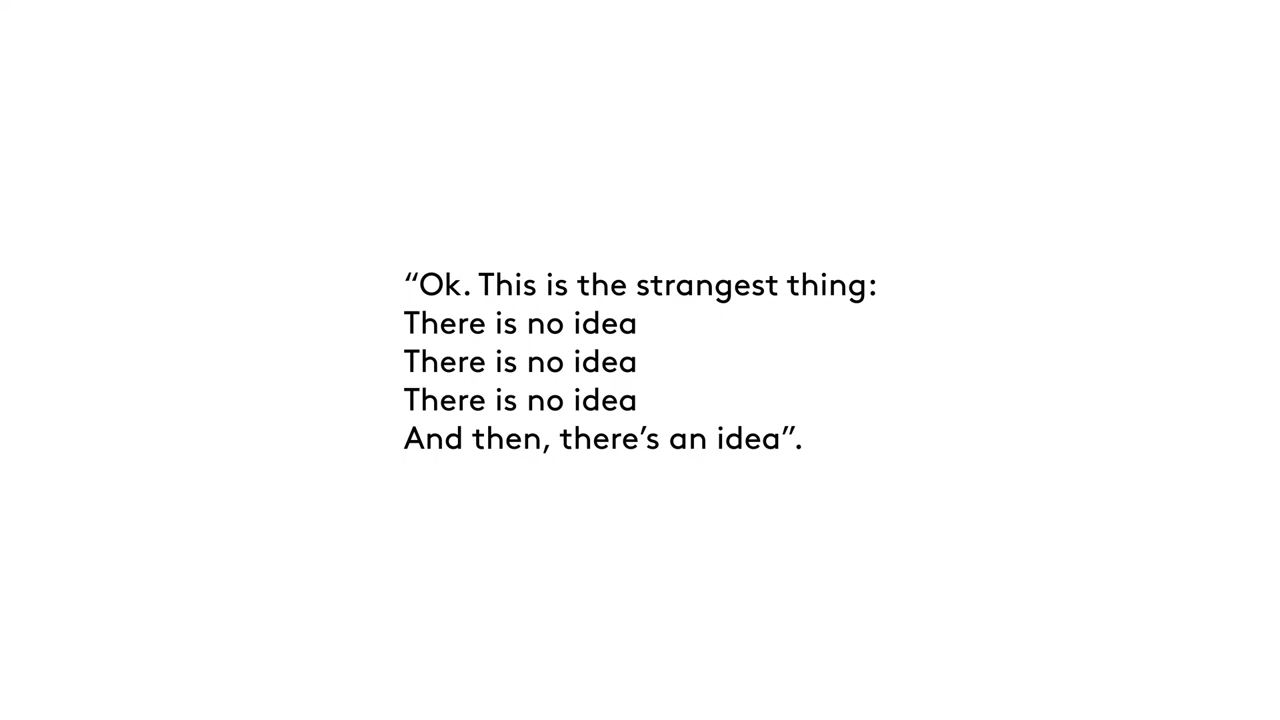 “Ok. This is the strangest thing:
There is no idea
There is no idea
There is no idea
And then, there’s an idea”.